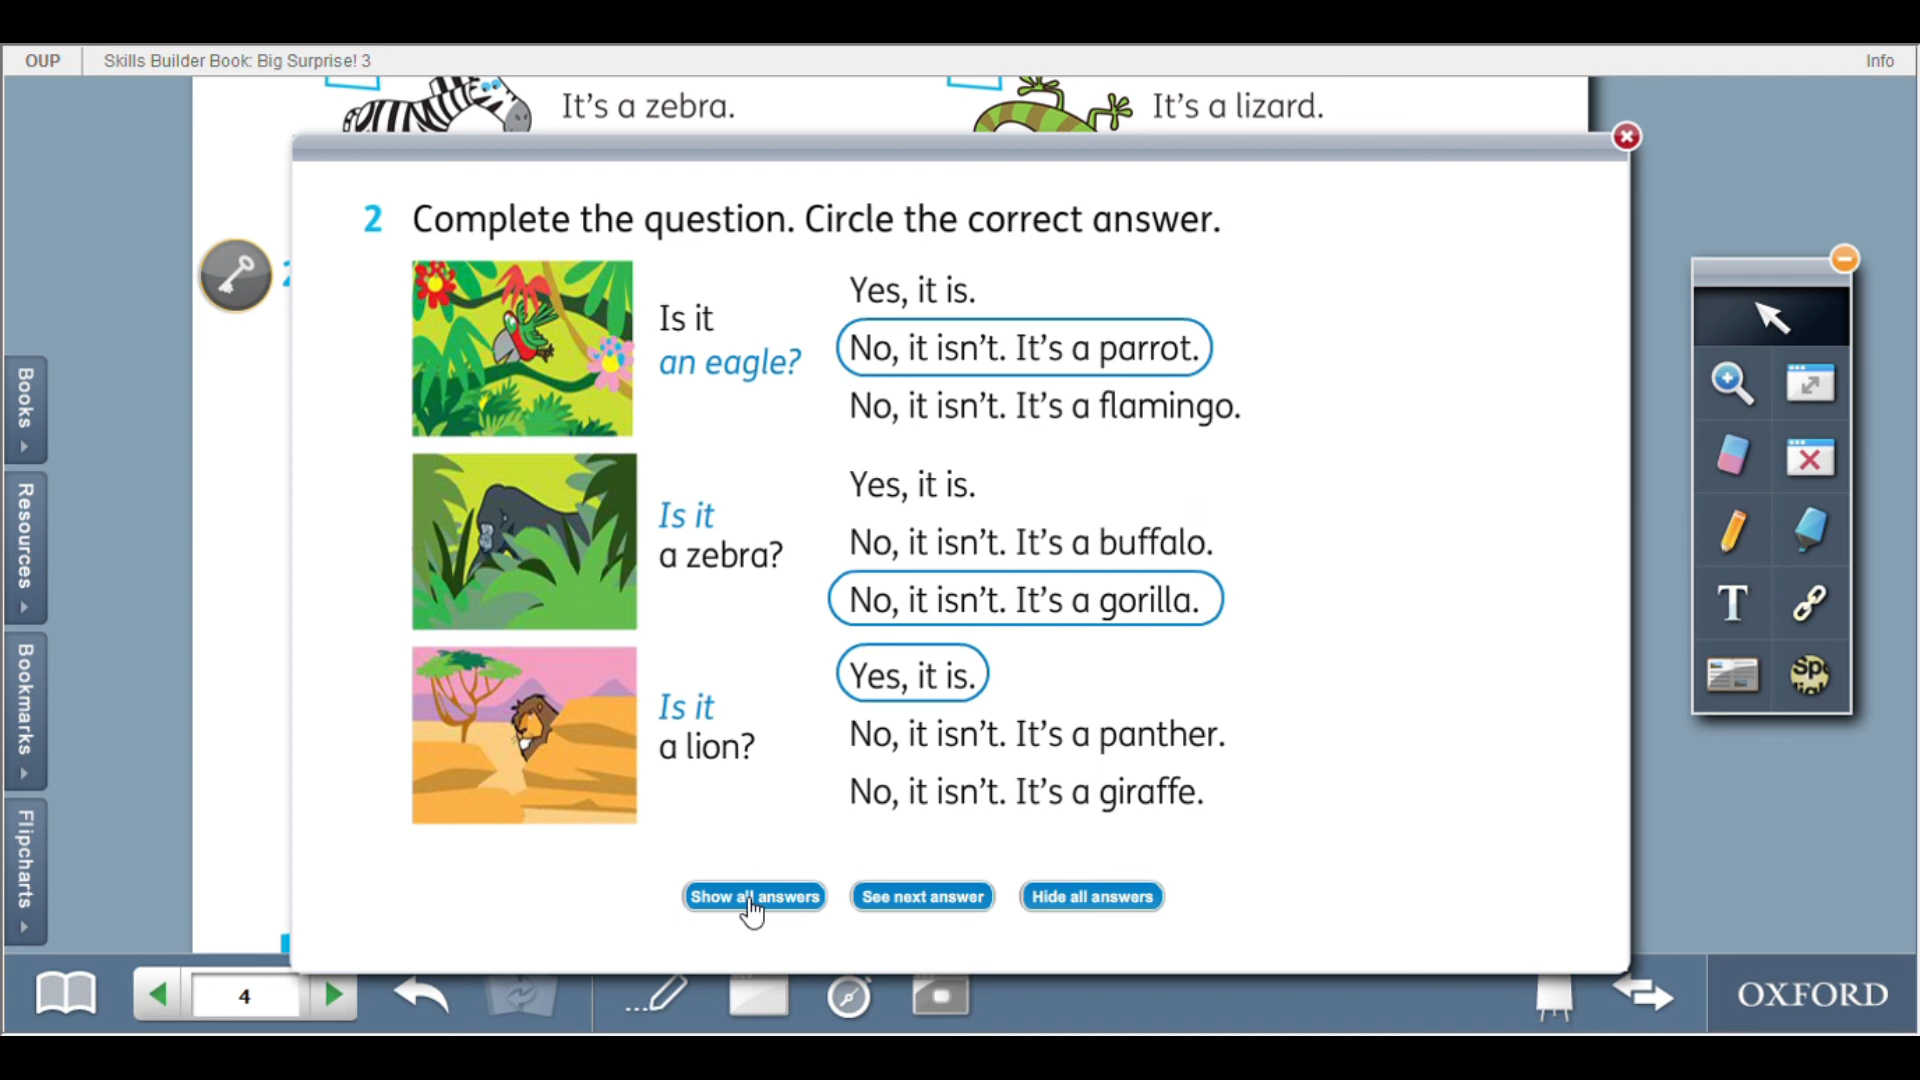 OUP Skills Builder Book: Big Surprise! 3 Info
It's a zebra. It's a lizard.
2 Complete the question. Circle the correct answer.
Is it
an eagle?
Yes, it is.
No, it isn't. It's a parrot.
No, it isn't. It's a flamingo.
Is it
a zebra?
Yes, it is.
No, it isn't. It's a buffalo.
No, it isn't. It's a gorilla.
Is it
a lion?
Yes, it is.
No, it isn't. It's a panther.
No, it isn't. It's a giraffe.
Show all answers See next answer Hide all answers
Books
Resources
Bookmarks
Flipcharts
T
4
OXFORD